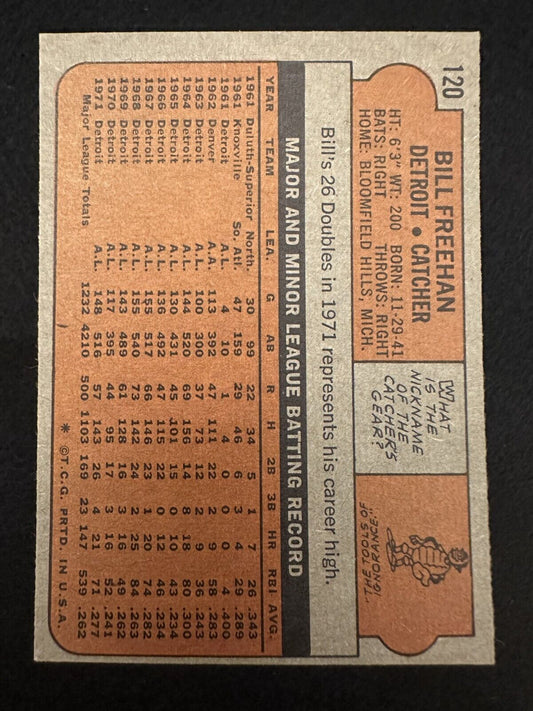 120
BILL FREEHAN
DETROIT • CATCHER
HT: 6'3" WT: 200 BORN: 11-29-41
BATS: RIGHT THROWS: RIGHT
HOME: BLOOMFIELD HILLS, MICH.
WHAT
IS THE
NICKNAME
OF THE
CATCHER'S
GEAR?
"THE TOOLS OF
IGNORANCE."
Bill's 26 Doubles in 1971 represents his career high.
MAJOR AND MINOR LEAGUE BATTING RECORD
YEAR TEAM LEA. G AB R H 2B 3B HR RBI AVG.
1961 Duluth-Superior North. 30 99 22 34 5 1 7 26 .343
1961 Knoxville So. Atl. 47 159 29 46 6 3 4 29 .289
1961 Detroit A.L. 4 10 1 4 0 0 0 4 .400
1962 Denver A.A. 113 392 47 111 22 2 9 58 .283
1963 Detroit A.L. 100 300 37 73 12 2 9 36 .243
1964 Detroit A.L. 144 520 69 156 14 8 18 80 .300
1965 Detroit A.L. 130 431 45 101 15 0 10 43 .234
1966 Detroit A.L. 136 492 47 115 22 0 12 46 .234
1967 Detroit A.L. 155 517 66 146 23 1 20 74 .282
1968 Detroit A.L. 155 540 73 142 24 2 25 84 .263
1969 Detroit A.L. 143 489 61 128 16 3 16 49 .262
1970 Detroit A.L. 117 395 44 95 17 3 16 52 .241
1971 Detroit A.L. 148 516 57 143 26 4 21 71 .277
Major League Totals 1232 4210 500 1103 169 23 147 539 .262
* ©T.C.G. PRTD. IN U.S.A.